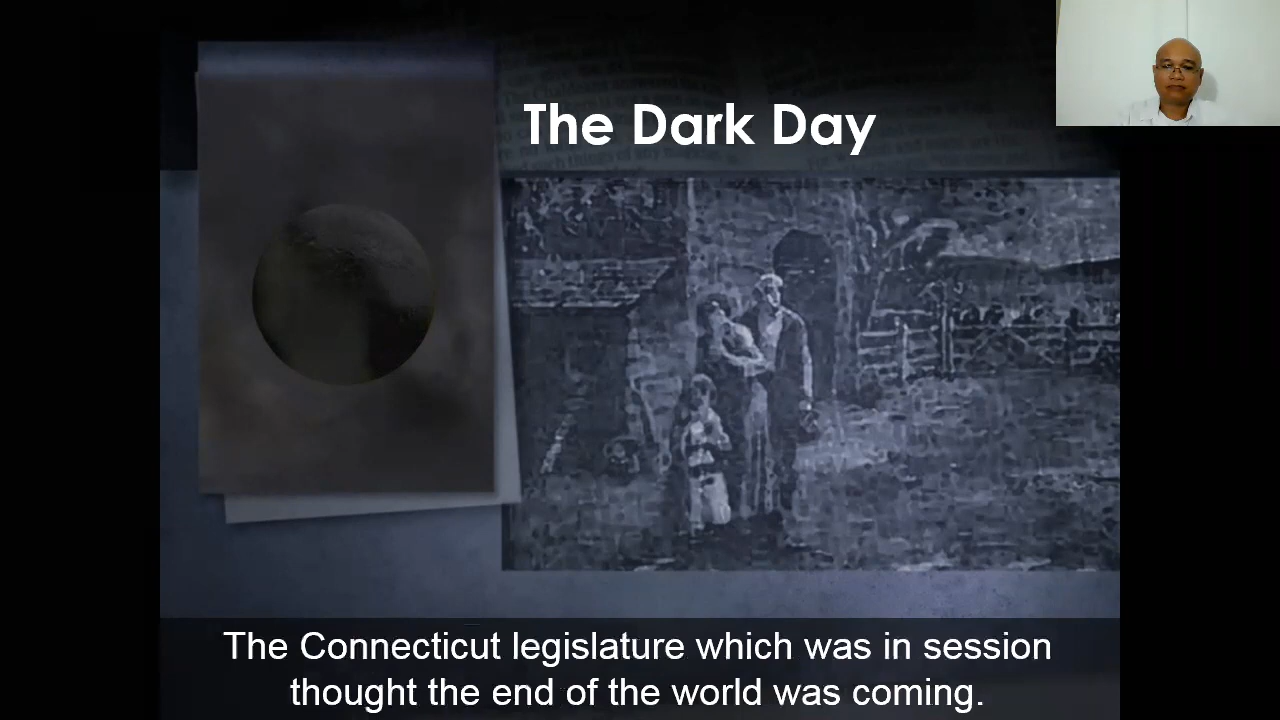 The Dark Day
The Connecticut legislature which was in session
thought the end of the world was coming.